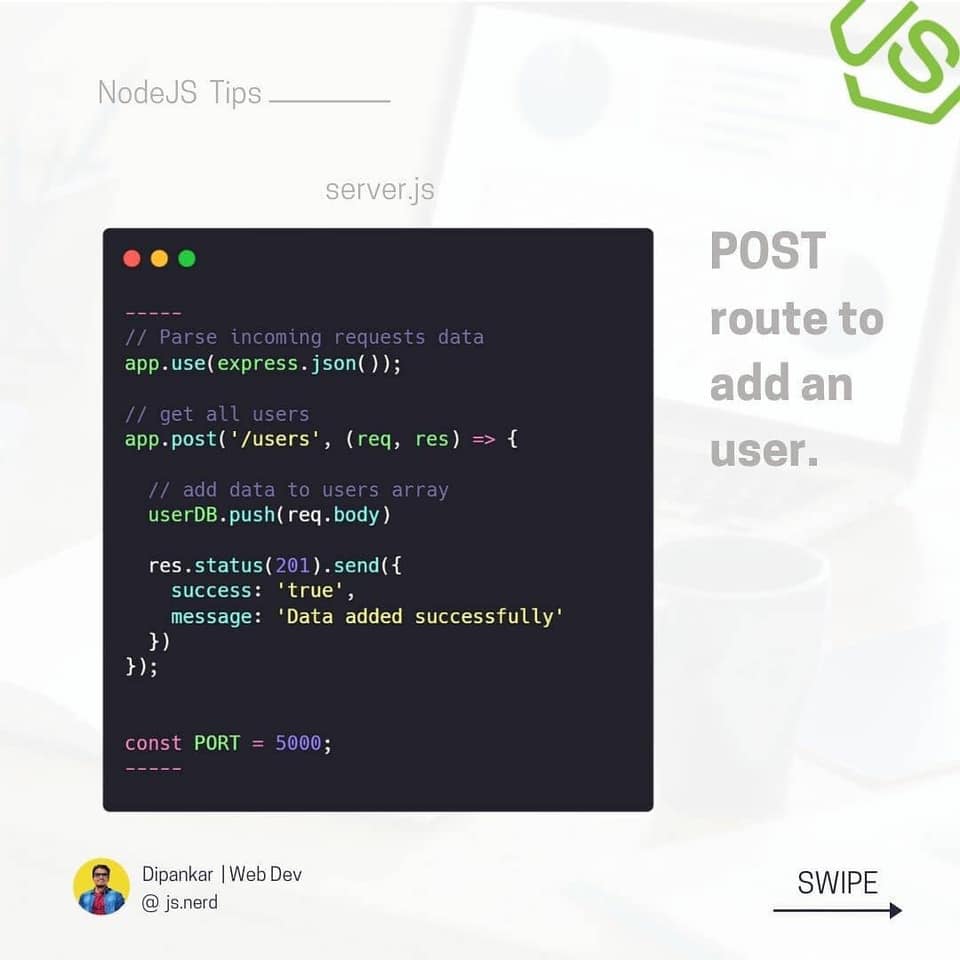 NodeJS Tips
JS
server.js
-----
// Parse incoming requests data
app.use(express.json());
// get all users
app.post('/users', (req, res) => {
// add data to users array
userDB.push(req.body)
res.status(201).send({
success: 'true',
message: 'Data added successfully'
})
});
const PORT = 5000;
-----
POST
route to
add an
user.
Dipankar | Web Dev
@ js.nerd
SWIPE